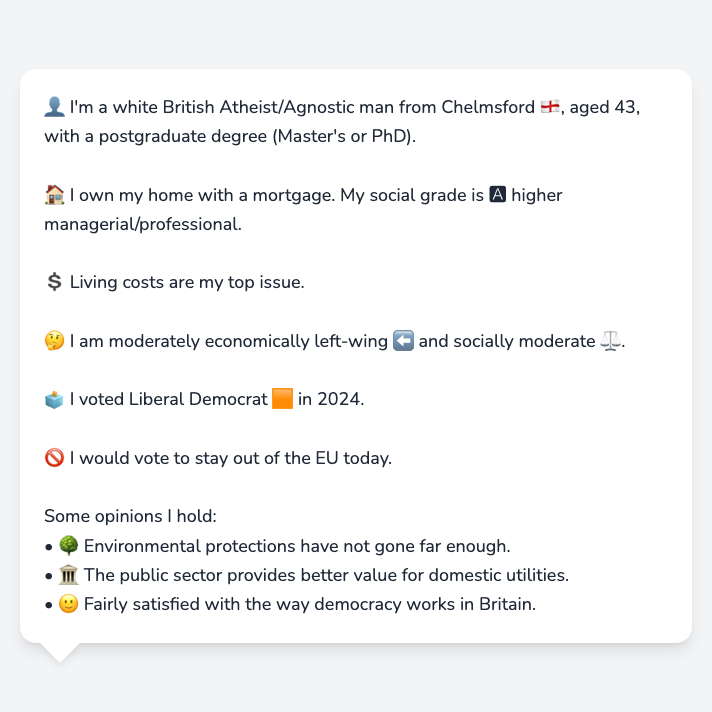 👤 I'm a white British Atheist/Agnostic man from Chelmsford 🏴󠁧󠁢󠁥󠁮󠁧󠁿, aged 43,
with a postgraduate degree (Master's or PhD).
🏠 I own my home with a mortgage. My social grade is 🅰 higher
managerial/professional.
💲 Living costs are my top issue.
🤔 I am moderately economically left-wing ⬅️ and socially moderate ⚖️.
🗳️ I voted Liberal Democrat 🟧 in 2024.
🚫 I would vote to stay out of the EU today.
Some opinions I hold:
• 🌳 Environmental protections have not gone far enough.
• 🏛️ The public sector provides better value for domestic utilities.
• 🙂 Fairly satisfied with the way democracy works in Britain.